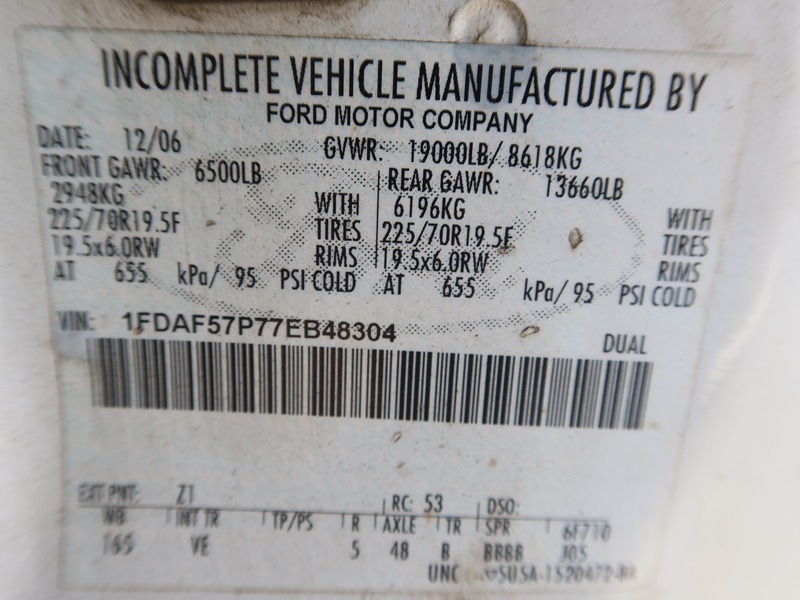 INCOMPLETE VEHICLE MANUFACTURED BY
FORD MOTOR COMPANY
DATE: 12/06 GVWR: 19000LB/ 8618KG
FRONT GAWR: 6500LB REAR GAWR: 13660LB
2948KG WITH 6196KG WITH
225/70R19.5F TIRES 225/70R19.5F TIRES
19.5x6.0RW RIMS 19.5x6.0RW RIMS
AT 655 kPa/ 95 PSI COLD AT 655 kPa/ 95 PSI COLD
VIN: 1FDAF57P77EB48304 DUAL
EXT PNT: Z1 RC: 53 DSO:
WB INT TR TP/PS R AXLE TR SPR 6F710
165 VE 5 48 B BBBB J05
UNC